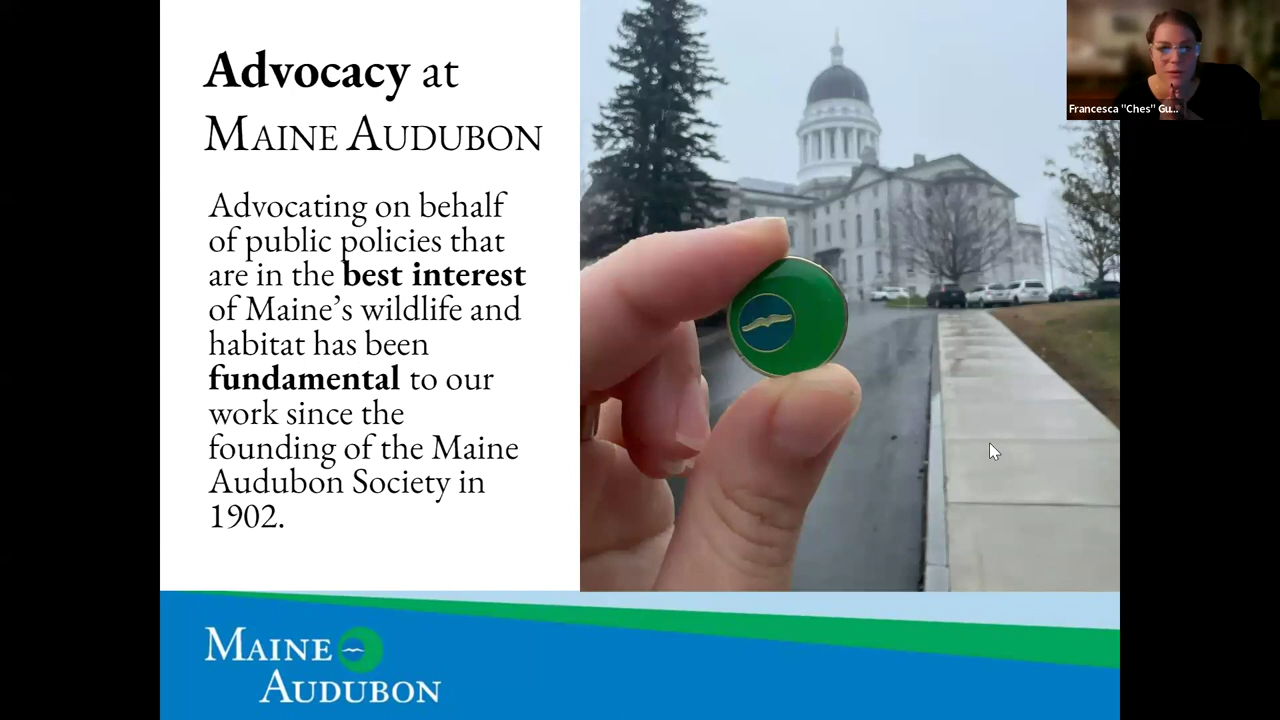 Advocacy at
MAINE AUDUBON
Advocating on behalf
of public policies that
are in the best interest
of Maine’s wildlife and
habitat has been
fundamental to our
work since the
founding of the Maine
Audubon Society in
1902.
Francesca "Ches" Gu...
MAINE
AUDUBON